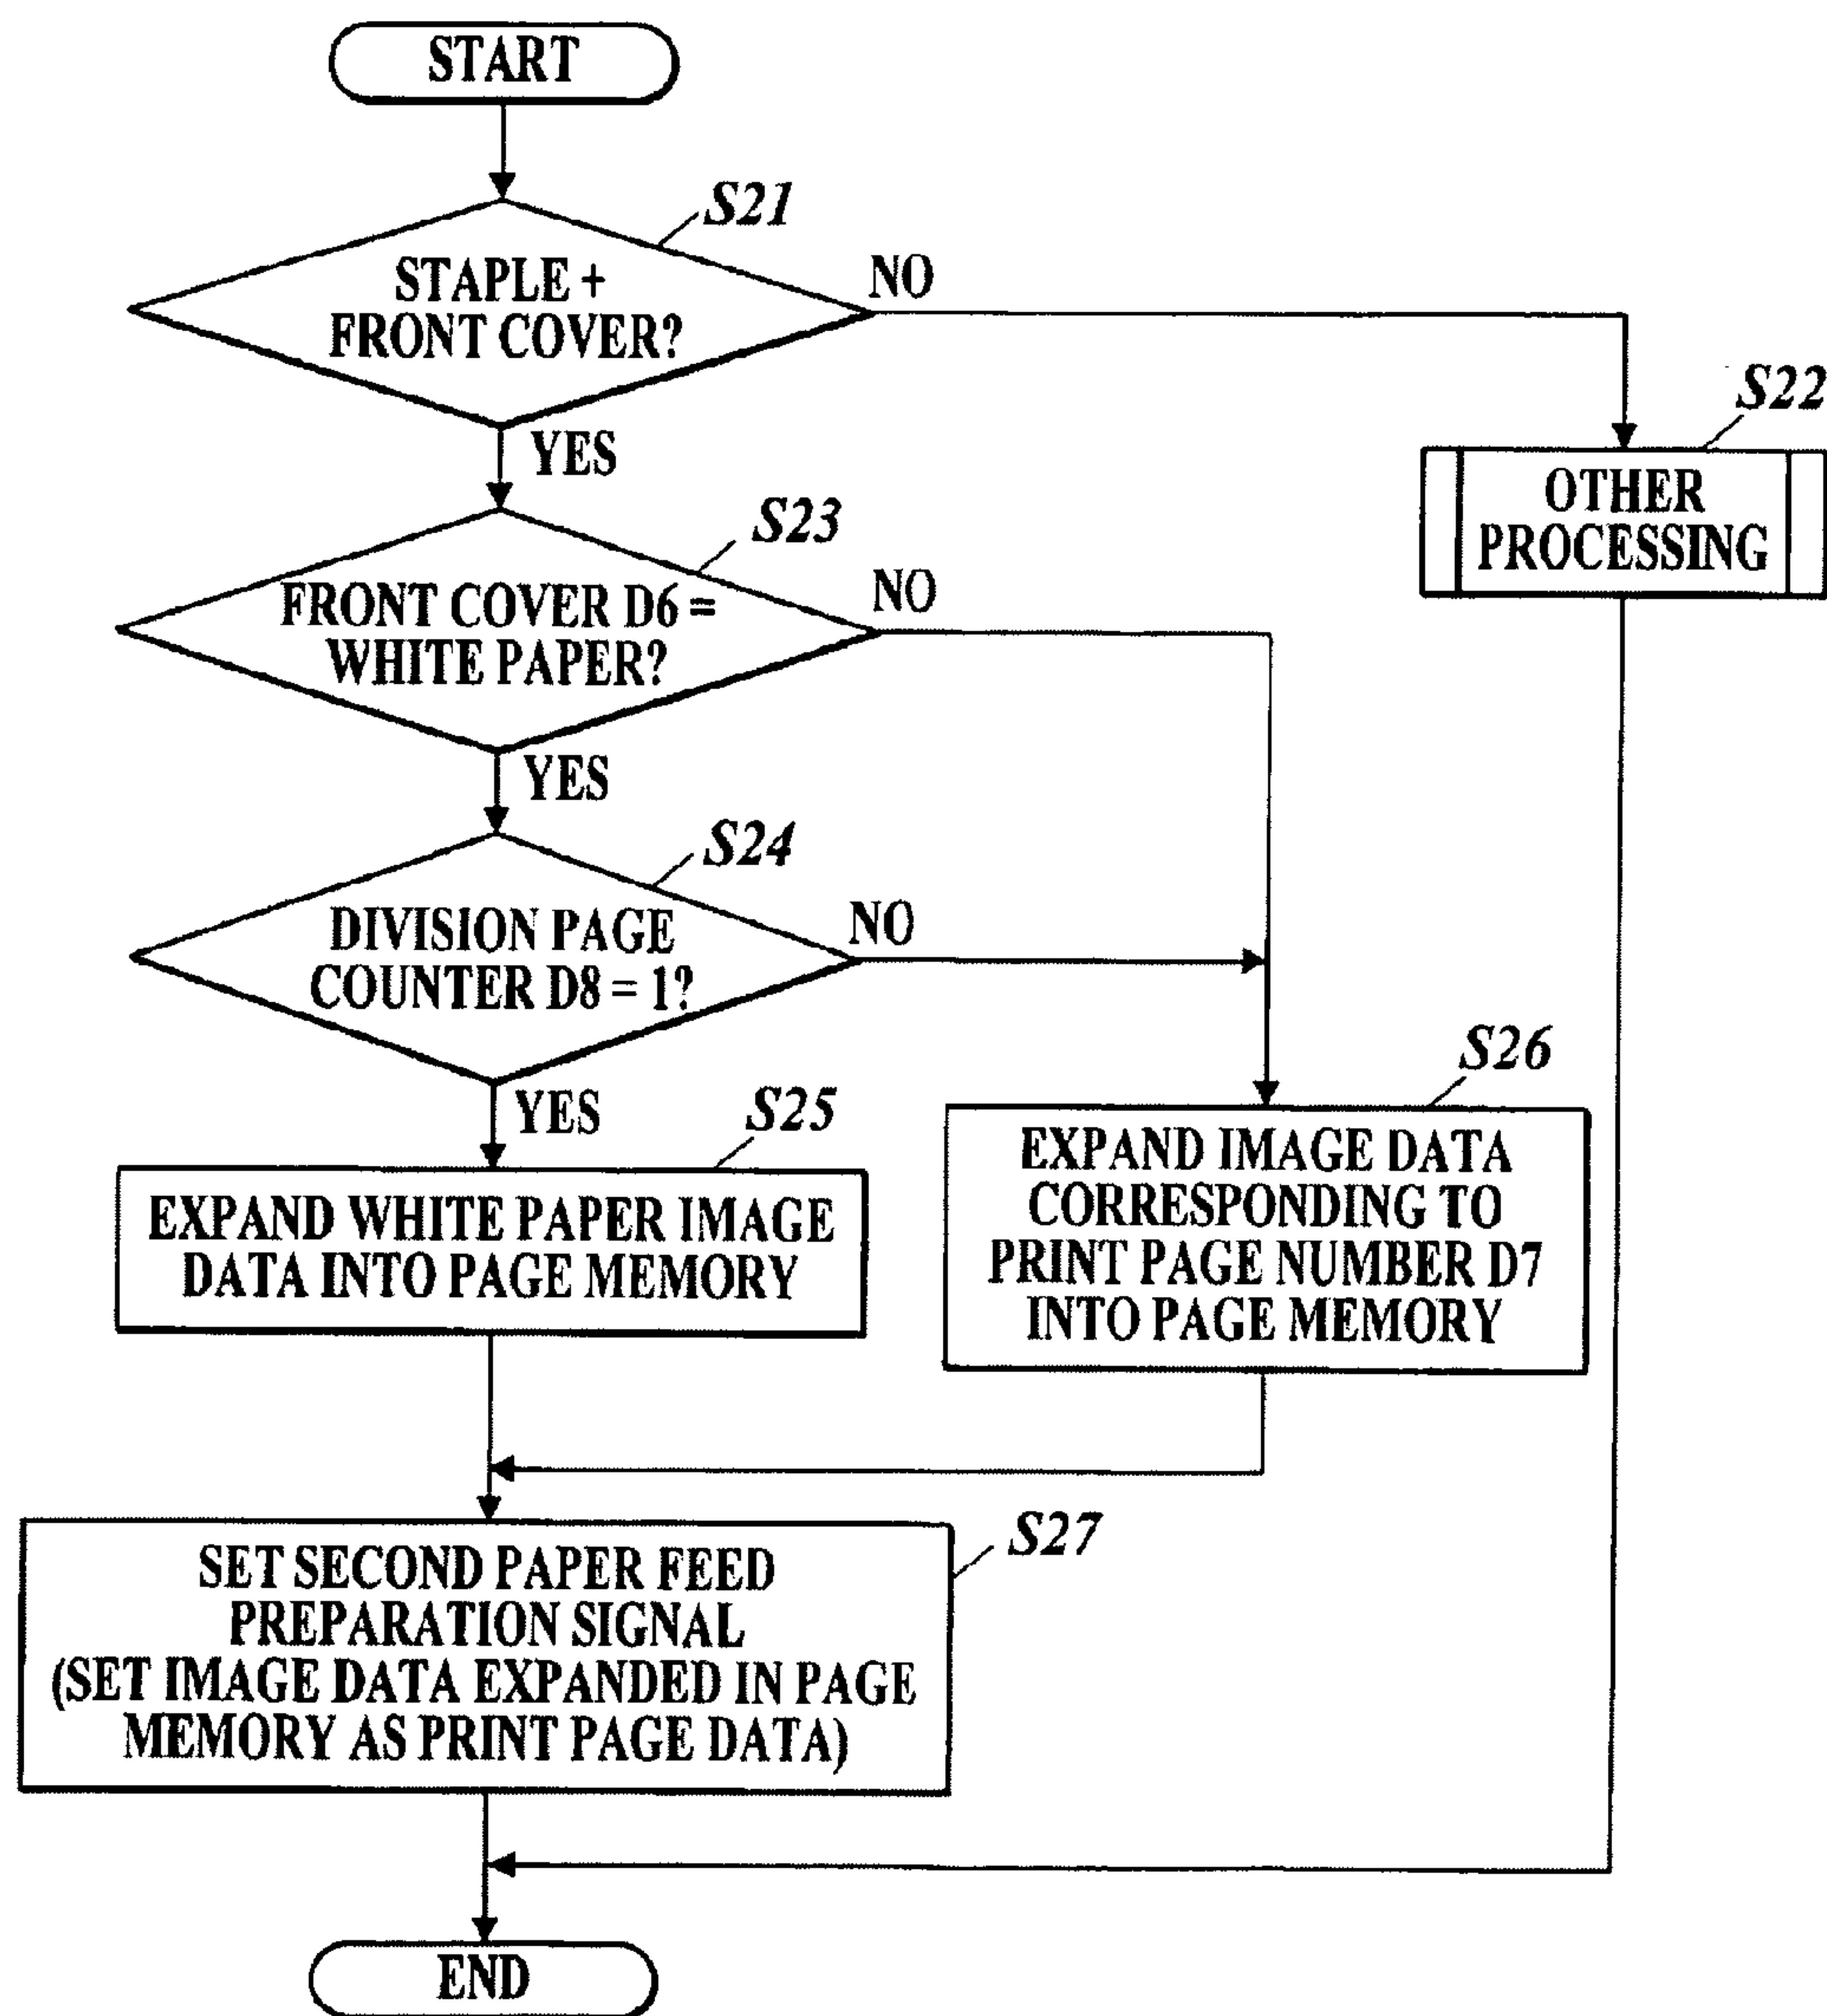 START
S21
STAPLE +
FRONT COVER?
NO
YES
S22
OTHER
PROCESSING
S23
FRONT COVER D6 =
WHITE PAPER?
NO
YES
S24
DIVISION PAGE
COUNTER D8 = 1?
NO
YES
S25
EXPAND WHITE PAPER IMAGE
DATA INTO PAGE MEMORY
S26
EXPAND IMAGE DATA
CORRESPONDING TO
PRINT PAGE NUMBER D7
INTO PAGE MEMORY
S27
SET SECOND PAPER FEED
PREPARATION SIGNAL
(SET IMAGE DATA EXPANDED IN PAGE
MEMORY AS PRINT PAGE DATA)
END